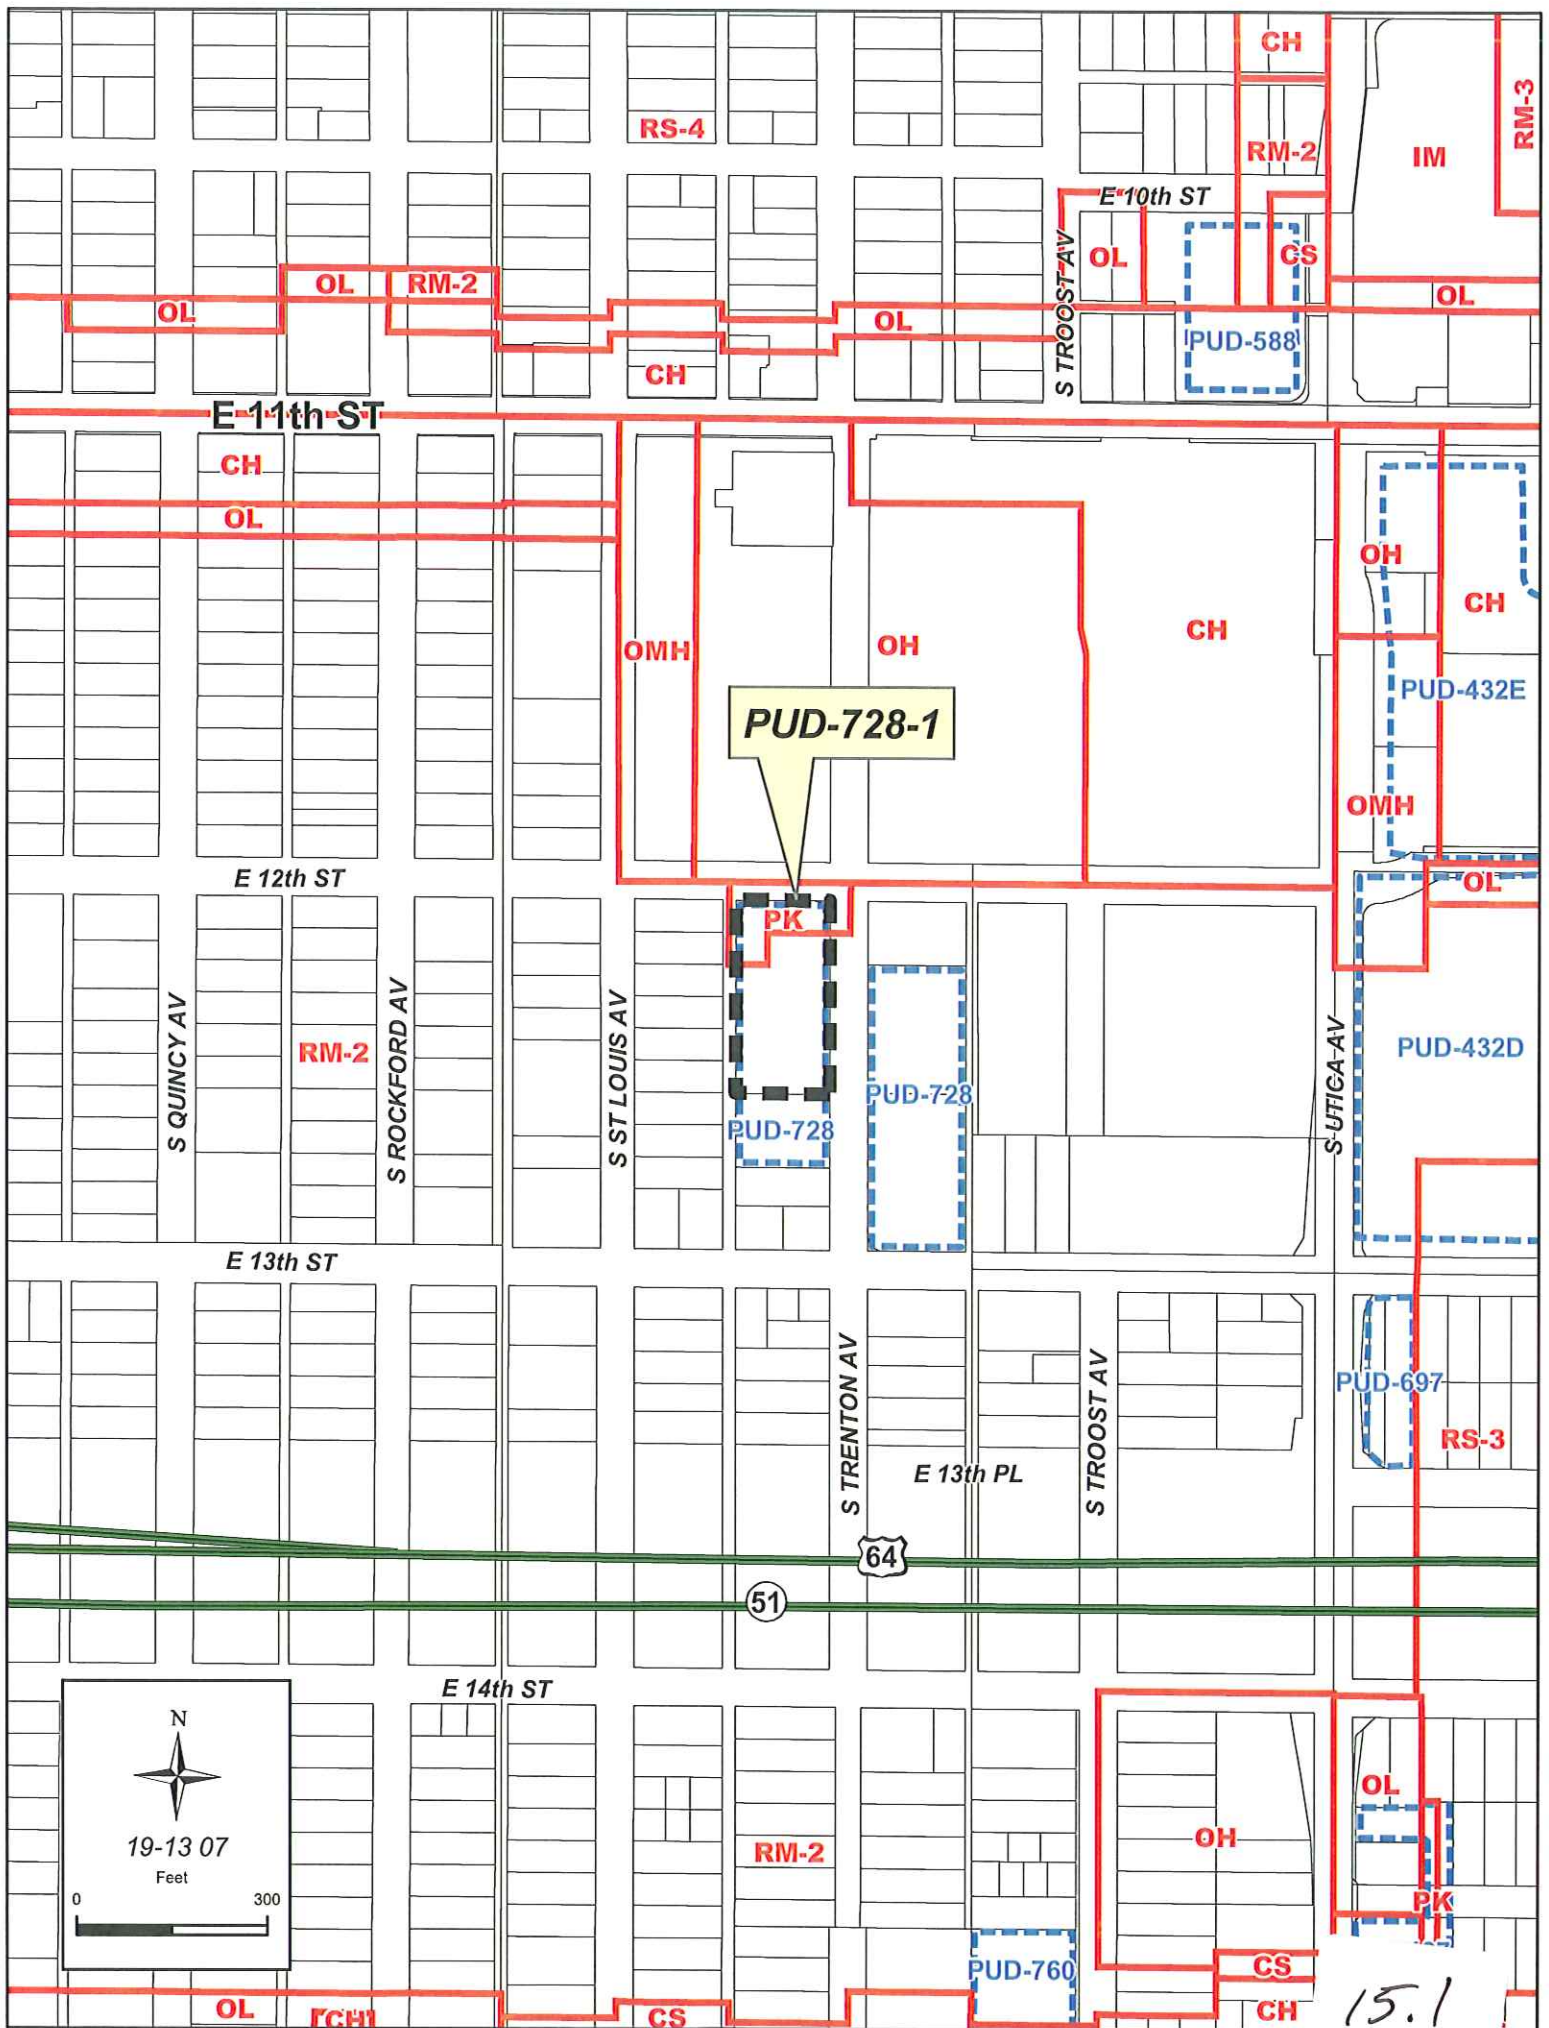 CH
RM-3
RS-4
RM-2
IM
E 10th ST
OL
CS
S TROOST AV
OL
RM-2
OL
OL
OL
PUD-588
CH
E 11th ST
CH
OL
OH
CH
OMH
OH
CH
PUD-432E
PUD-728-1
OMH
E 12th ST
OL
PK
S QUINCY AV
S ROCKFORD AV
S ST LOUIS AV
RM-2
S UTICA AV
PUD-432D
PUD-728
PUD-728
E 13th ST
S TRENTON AV
S TROOST AV
PUD-697
RS-3
E 13th PL
64
51
E 14th ST
N
19-13 07
Feet
0 300
OL
RM-2
OH
PK
PUD-760
CS
OL
CH
CS
CH
15.1